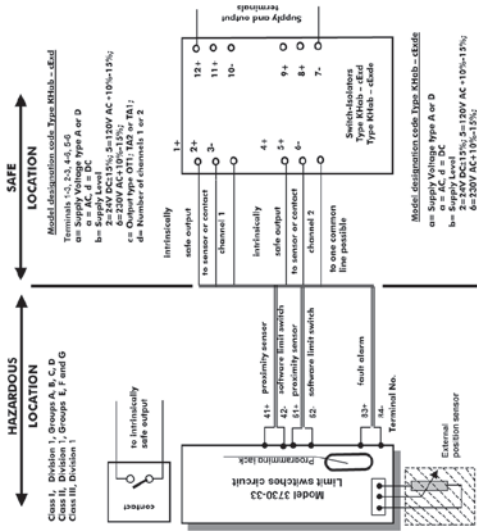 HAZARDOUS
LOCATION
Class I, Division 1, Groups A, B, C, D
Class II, Division 1, Groups E, F and G
Class III, Division 1
SAFE
LOCATION
Model designation code Type KHab - cExd
Terminals 1-3, 2-3, 4-6, 5-6
a= Supply Voltage type A or D
a = AC, d = DC
b= Supply Level
2=24V DC±15%; 5=120V AC +10%-15%;
6=230V AC+10%-15%;
c= Output type OT1; TA2 or TA1;
d= Number of channels 1 or 2
to intrinsically
safe output
contact
Model 3730-33
Limit switches circuit
Programming jack
41+
42-
51+
52-
53+
54-
proximity sensor
software limit switch
proximity sensor
software limit switch
fault alarm
Terminal No.
External
position sensor
intrinsically
safe output
to sensor or contact
channel 1
intrinsically
safe output
to sensor or contact
channel 2
to one common
line possible
1+
2+
3-
4+
5+
6-
12+
11+
10-
9+
8+
7-
Switch-Isolators
Type KHab - cExd
Type KHab - cExde
Supply and output
terminals
Model designation code Type KHab - cExde
a= Supply Voltage type A or D
a = AC, d = DC
b= Supply Level
2=24V DC±15%; 5=120V AC +10%-15%;
6=230V AC+10%-15%;